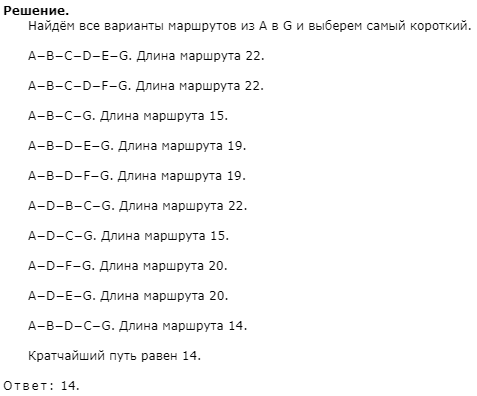 Решение.
Найдём все варианты маршрутов из A в G и выберем самый короткий.
A−B−C−D−E−G. Длина маршрута 22.
A−B−C−D−F−G. Длина маршрута 22.
A−B−C−G. Длина маршрута 15.
A−B−D−E−G. Длина маршрута 19.
A−B−D−F−G. Длина маршрута 19.
A−D−B−C−G. Длина маршрута 22.
A−D−C−G. Длина маршрута 15.
A−D−F−G. Длина маршрута 20.
A−D−E−G. Длина маршрута 20.
A−B−D−C−G. Длина маршрута 14.
Кратчайший путь равен 14.
Ответ: 14.